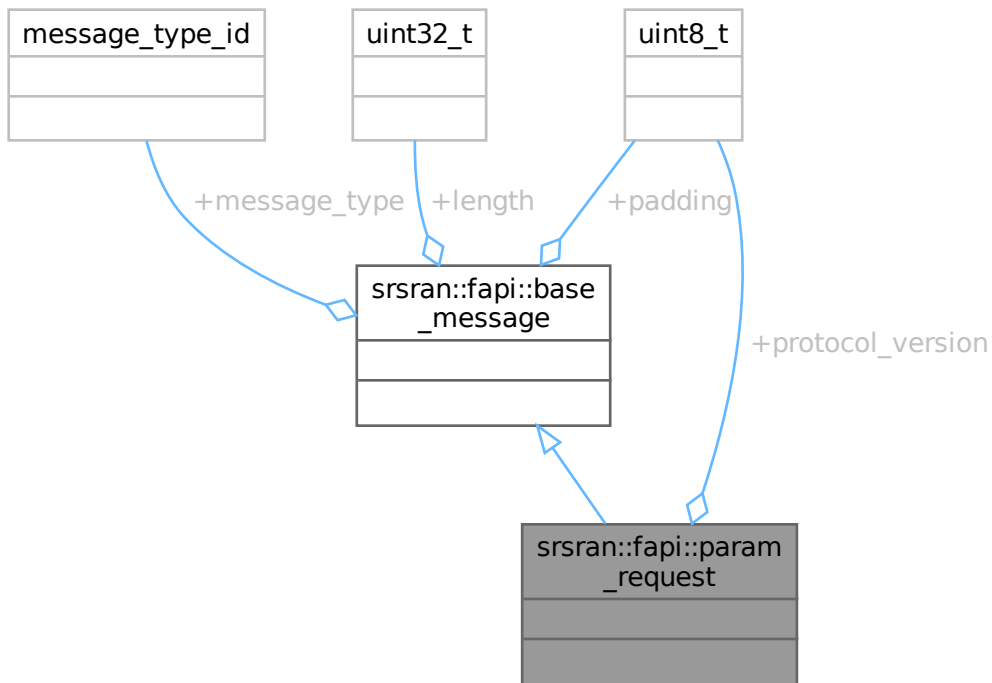 message_type_id
uint32_t
uint8_t
+message_type
+length
+padding
srsran::fapi::base
_message
+protocol_version
srsran::fapi::param
_request